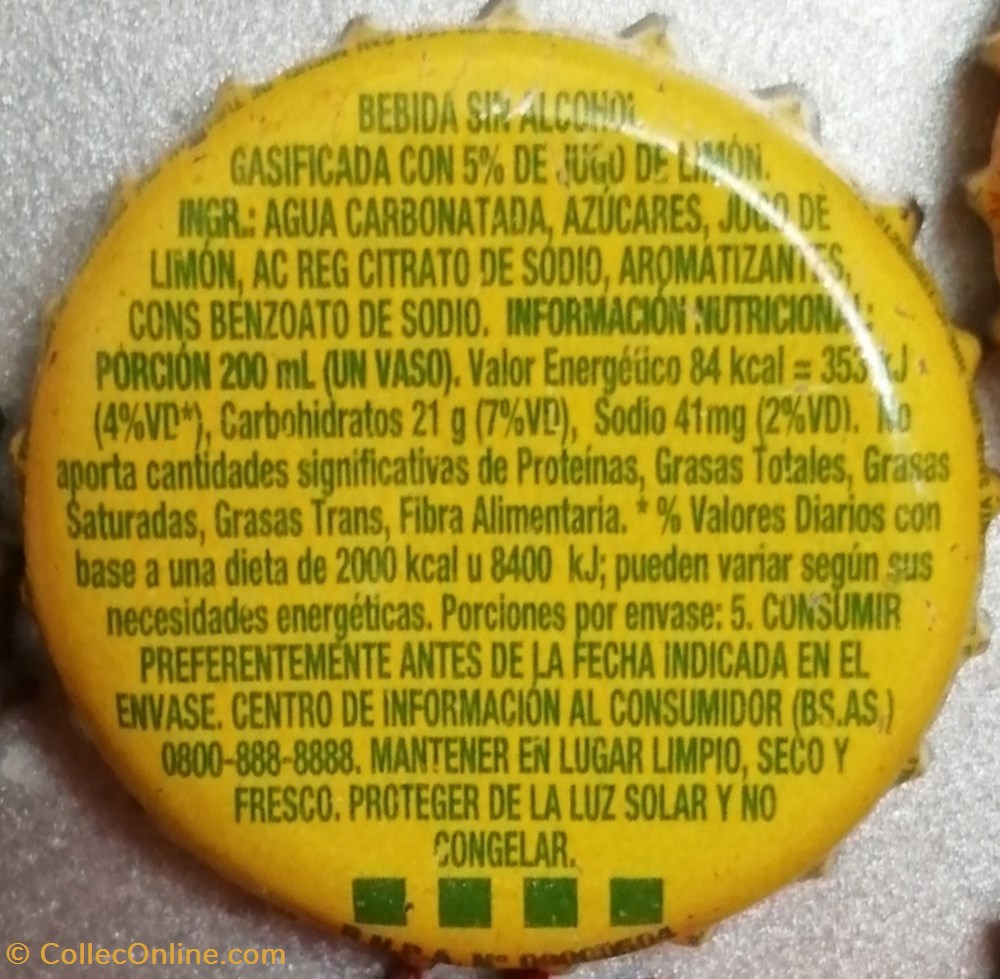 BEBIDA SIN ALCOHOL
GASIFICADA CON 5% DE JUGO DE LIMÓN.
INGR.: AGUA CARBONATADA, AZÚCARES, JUGO DE
LIMÓN, AC REG CITRATO DE SODIO, AROMATIZANTES,
CONS BENZOATO DE SODIO. INFORMACIÓN NUTRICIONAL:
PORCIÓN 200 mL (UN VASO). Valor Energético 84 kcal = 353 kJ
(4%VD*), Carbohidratos 21 g (7%VD), Sodio 41mg (2%VD). No
aporta cantidades significativas de Proteínas, Grasas Totales, Grasas
Saturadas, Grasas Trans, Fibra Alimentaria. * % Valores Diarios con
base a una dieta de 2000 kcal u 8400 kJ; pueden variar según sus
necesidades energéticas. Porciones por envase: 5. CONSUMIR
PREFERENTEMENTE ANTES DE LA FECHA INDICADA EN EL
ENVASE. CENTRO DE INFORMACIÓN AL CONSUMIDOR (BS.AS.)
0800-888-8888. MANTENER EN LUGAR LIMPIO, SECO Y
FRESCO. PROTEGER DE LA LUZ SOLAR Y NO
CONGELAR.
© CollecOnline.com